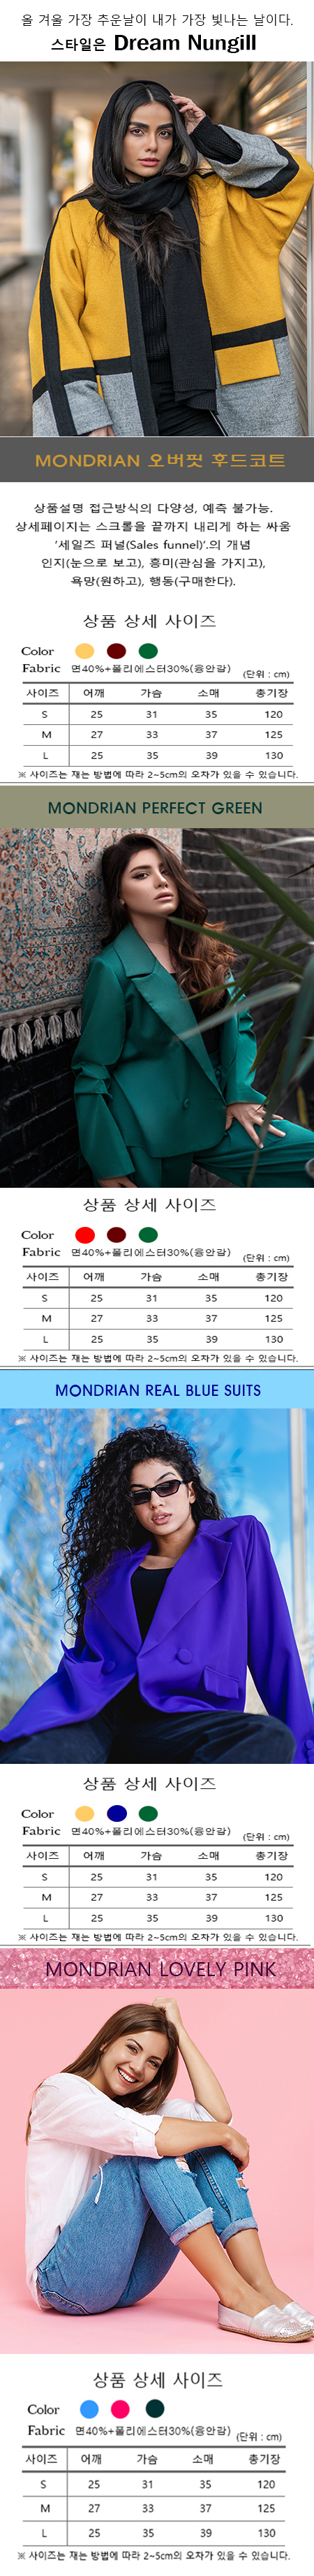 올 겨울 가장 추운날이 내가 가장 빛나는 날이다.
스타일은 Dream Nungill
MONDRIAN 오버핏 후드코트
상품설명 접근방식의 다양성, 예측 불가능.
상세페이지는 스크롤을 끝까지 내리게 하는 싸움
'세일즈 퍼널(Sales funnel)'.의 개념
인지(눈으로 보고), 흥미(관심을 가지고),
욕망(원하고), 행동(구매한다).
상품 상세 사이즈
Color
Fabric 면40%+폴리에스터30%(융안감) (단위 : cm)
사이즈 어깨 가슴 소매 총기장
S 25 31 35 120
M 27 33 37 125
L 25 35 39 130
※ 사이즈는 재는 방법에 따라 2~5cm의 오차가 있을 수 있습니다.
MONDRIAN PERFECT GREEN
상품 상세 사이즈
Color
Fabric 면40%+폴리에스터30%(융안감) (단위 : cm)
사이즈 어깨 가슴 소매 총기장
S 25 31 35 120
M 27 33 37 125
L 25 35 39 130
※ 사이즈는 재는 방법에 따라 2~5cm의 오차가 있을 수 있습니다.
MONDRIAN REAL BLUE SUITS
상품 상세 사이즈
Color
Fabric 면40%+폴리에스터30%(융안감) (단위 : cm)
사이즈 어깨 가슴 소매 총기장
S 25 31 35 120
M 27 33 37 125
L 25 35 39 130
※ 사이즈는 재는 방법에 따라 2~5cm의 오차가 있을 수 있습니다.
MONDRIAN LOVELY PINK
상품 상세 사이즈
Color
Fabric 면40%+폴리에스터30%(융안감) (단위 : cm)
사이즈 어깨 가슴 소매 총기장
S 25 31 35 120
M 27 33 37 125
L 25 35 39 130
※ 사이즈는 재는 방법에 따라 2~5cm의 오차가 있을 수 있습니다.